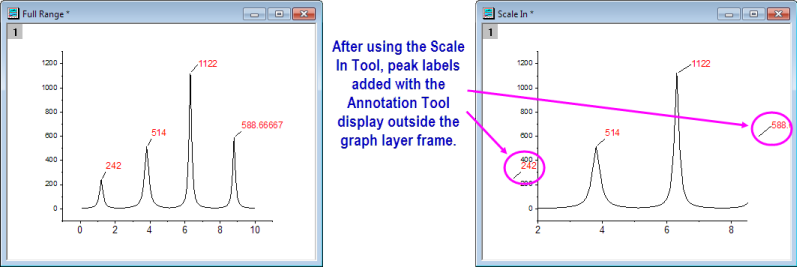 Full Range *
1
1200
1000
800
600
400
200
0
0 2 4 6 8 10
242
514
1122
588.66667
After using the Scale
In Tool, peak labels
added with the
Annotation Tool
display outside the
graph layer frame.
Scale In *
1
1200
1000
800
600
400
200
0
2 4 6 8
242
514
1122
588.